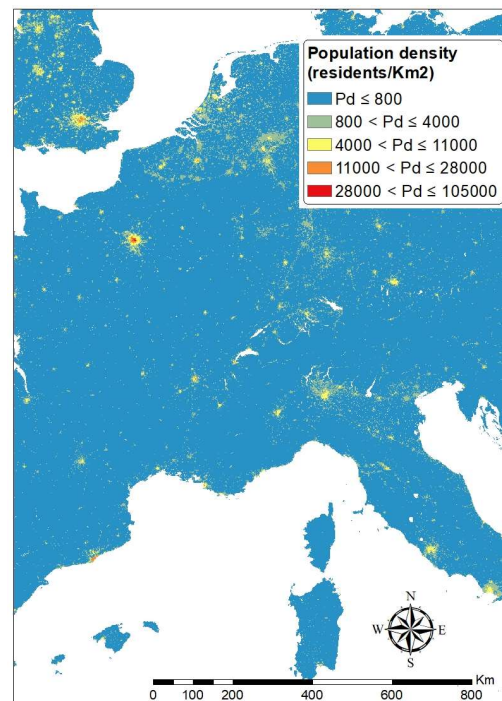 Population density
(residents/Km2)
Pd ≤ 800
800 < Pd ≤ 4000
4000 < Pd ≤ 11000
11000 < Pd ≤ 28000
28000 < Pd ≤ 105000
N
W E
S
Km
0 50 100 200 400 600 800